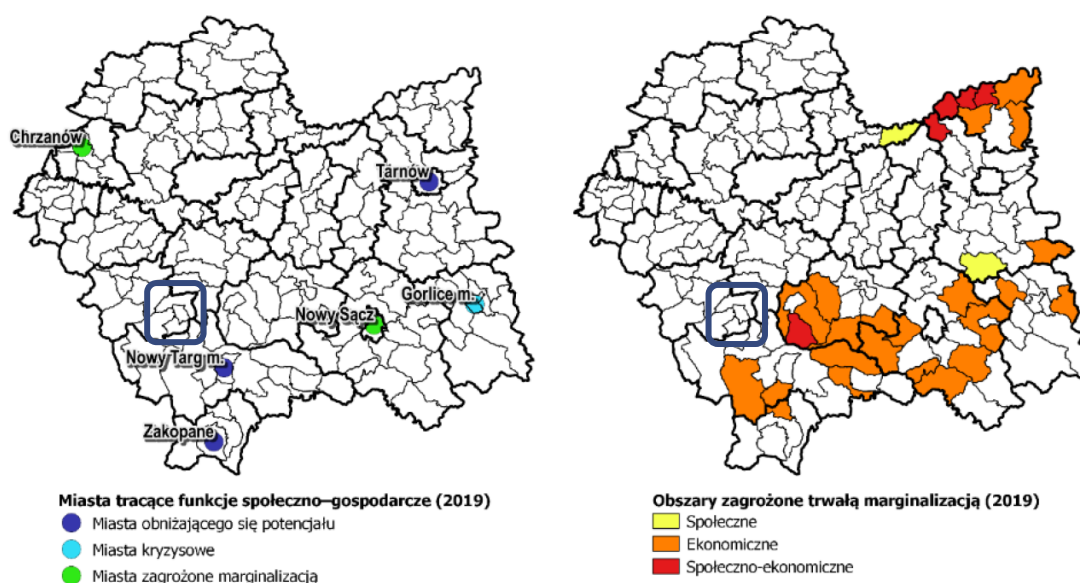 Chrzanów
Tarnów
Gorlice m.
Nowy Sącz
Nowy Targ m.
Zakopane
Miasta tracące funkcje społeczno–gospodarcze (2019)
Miasta obniżającego się potencjału
Miasta kryzysowe
Miasta zagrożone marginalizacją
Obszary zagrożone trwałą marginalizacją (2019)
Społeczne
Ekonomiczne
Społeczno-ekonomiczne